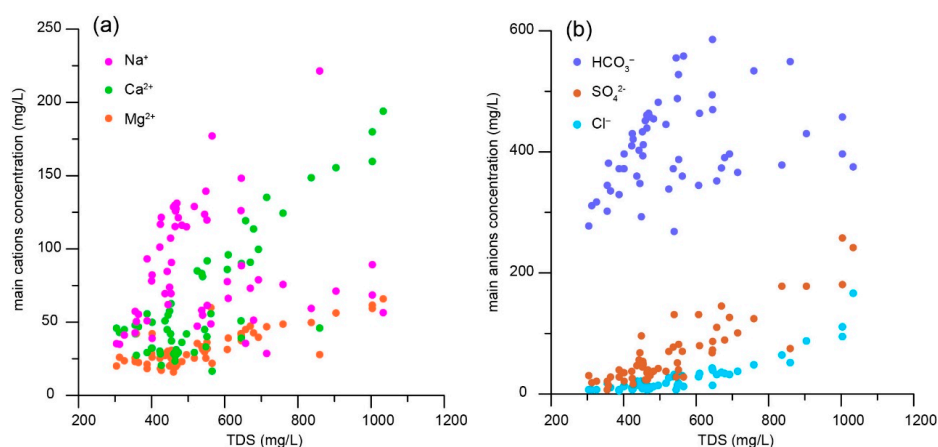 (a)
Na⁺
Ca²⁺
Mg²⁺
main cations concentration (mg/L)
250
200
150
100
50
0
200 400 600 800 1000 1200
TDS (mg/L)
(b)
HCO₃⁻
SO₄²⁻
Cl⁻
main anions concentration (mg/L)
600
400
200
0
200 400 600 800 1000 1200
TDS (mg/L)